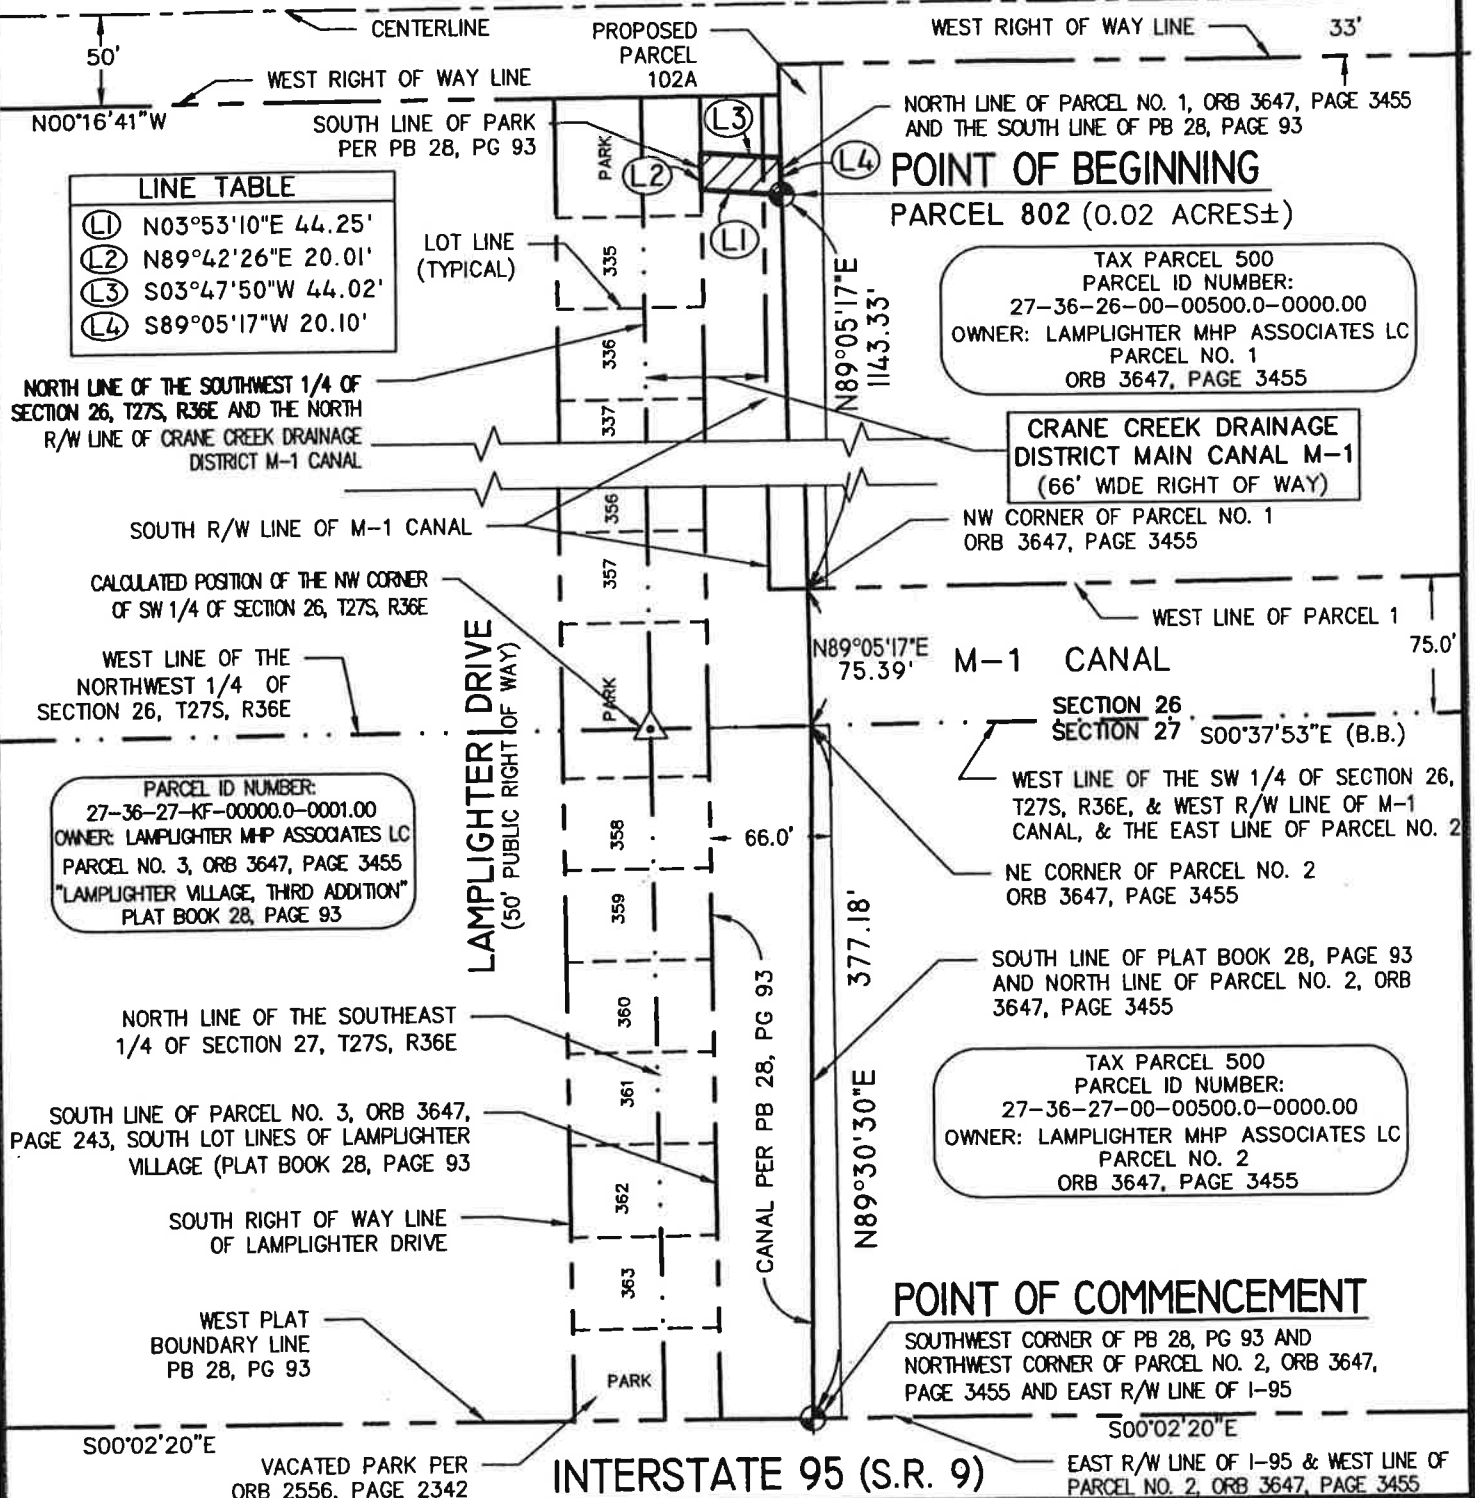 CENTERLINE
50'
WEST RIGHT OF WAY LINE
N00°16'41"W
PROPOSED
PARCEL
102A
WEST RIGHT OF WAY LINE
33'
SOUTH LINE OF PARK
PER PB 28, PG 93
PARK
L3
L2
L4
L1
NORTH LINE OF PARCEL NO. 1, ORB 3647, PAGE 3455
AND THE SOUTH LINE OF PB 28, PAGE 93
POINT OF BEGINNING
PARCEL 802 (0.02 ACRES±)
LINE TABLE
L1 N03°53'10"E 44.25'
L2 N89°42'26"E 20.01'
L3 S03°47'50"W 44.02'
L4 S89°05'17"W 20.10'
LOT LINE
(TYPICAL)
335
336
337
N89°05'17"E
1143.33'
TAX PARCEL 500
PARCEL ID NUMBER:
27-36-26-00-00500.0-0000.00
OWNER: LAMPLIGHTER MHP ASSOCIATES LC
PARCEL NO. 1
ORB 3647, PAGE 3455
NORTH LINE OF THE SOUTHWEST 1/4 OF
SECTION 26, T27S, R36E AND THE NORTH
R/W LINE OF CRANE CREEK DRAINAGE
DISTRICT M-1 CANAL
CRANE CREEK DRAINAGE
DISTRICT MAIN CANAL M-1
(66' WIDE RIGHT OF WAY)
356
357
SOUTH R/W LINE OF M-1 CANAL
NW CORNER OF PARCEL NO. 1
ORB 3647, PAGE 3455
CALCULATED POSITION OF THE NW CORNER
OF SW 1/4 OF SECTION 26, T27S, R36E
WEST LINE OF PARCEL 1
75.0'
WEST LINE OF THE
NORTHWEST 1/4 OF
SECTION 26, T27S, R36E
LAMPLIGHTER DRIVE
(50' PUBLIC RIGHT OF WAY)
PARK
N89°05'17"E
75.39'
M-1 CANAL
SECTION 26
SECTION 27
S00°37'53"E (B.B.)
WEST LINE OF THE SW 1/4 OF SECTION 26,
T27S, R36E, & WEST R/W LINE OF M-1
CANAL, & THE EAST LINE OF PARCEL NO. 2
PARCEL ID NUMBER:
27-36-27-KF-00000.0-0001.00
OWNER: LAMPLIGHTER MHP ASSOCIATES LC
PARCEL NO. 3, ORB 3647, PAGE 3455
"LAMPLIGHTER VILLAGE, THIRD ADDITION"
PLAT BOOK 28, PAGE 93
358
66.0'
NE CORNER OF PARCEL NO. 2
ORB 3647, PAGE 3455
359
377.18'
CANAL PER PB 28, PG 93
SOUTH LINE OF PLAT BOOK 28, PAGE 93
AND NORTH LINE OF PARCEL NO. 2, ORB
3647, PAGE 3455
NORTH LINE OF THE SOUTHEAST
1/4 OF SECTION 27, T27S, R36E
360
361
N89°30'30"E
TAX PARCEL 500
PARCEL ID NUMBER:
27-36-27-00-00500.0-0000.00
OWNER: LAMPLIGHTER MHP ASSOCIATES LC
PARCEL NO. 2
ORB 3647, PAGE 3455
SOUTH LINE OF PARCEL NO. 3, ORB 3647,
PAGE 243, SOUTH LOT LINES OF LAMPLIGHTER
VILLAGE (PLAT BOOK 28, PAGE 93
362
SOUTH RIGHT OF WAY LINE
OF LAMPLIGHTER DRIVE
363
WEST PLAT
BOUNDARY LINE
PB 28, PG 93
POINT OF COMMENCEMENT
SOUTHWEST CORNER OF PB 28, PG 93 AND
NORTHWEST CORNER OF PARCEL NO. 2, ORB 3647,
PAGE 3455 AND EAST R/W LINE OF I-95
PARK
S00°02'20"E
S00°02'20"E
VACATED PARK PER
ORB 2556, PAGE 2342
INTERSTATE 95 (S.R. 9)
EAST R/W LINE OF I-95 & WEST LINE OF
PARCEL NO. 2, ORB 3647, PAGE 3455